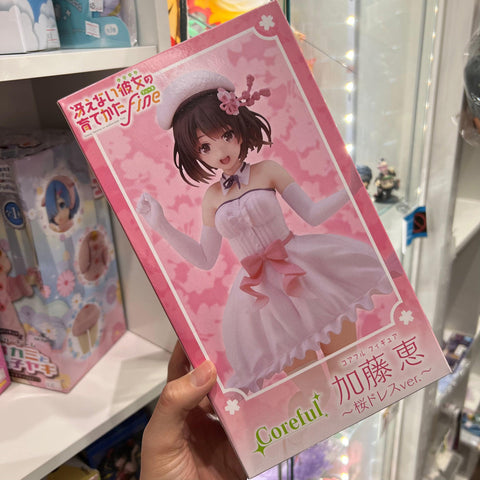 冴えない彼女の
育てかた fine
コアフル フィギュア
Coreful
加藤 恵
～桜ドレスver.～